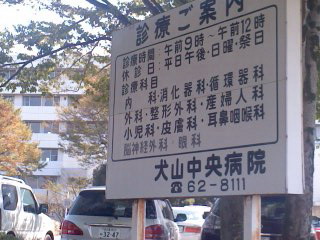 診療ご案内
診療時間 午前9時〜午前12時
休診日 平日午後・日曜・祭日
診療科目
内科・消化器科・循環器科
外科・整形外科・産婦人科
小児科・皮膚科・耳鼻咽喉科
脳神経外科・眼科
犬山中央病院
☎62-8111
32-47